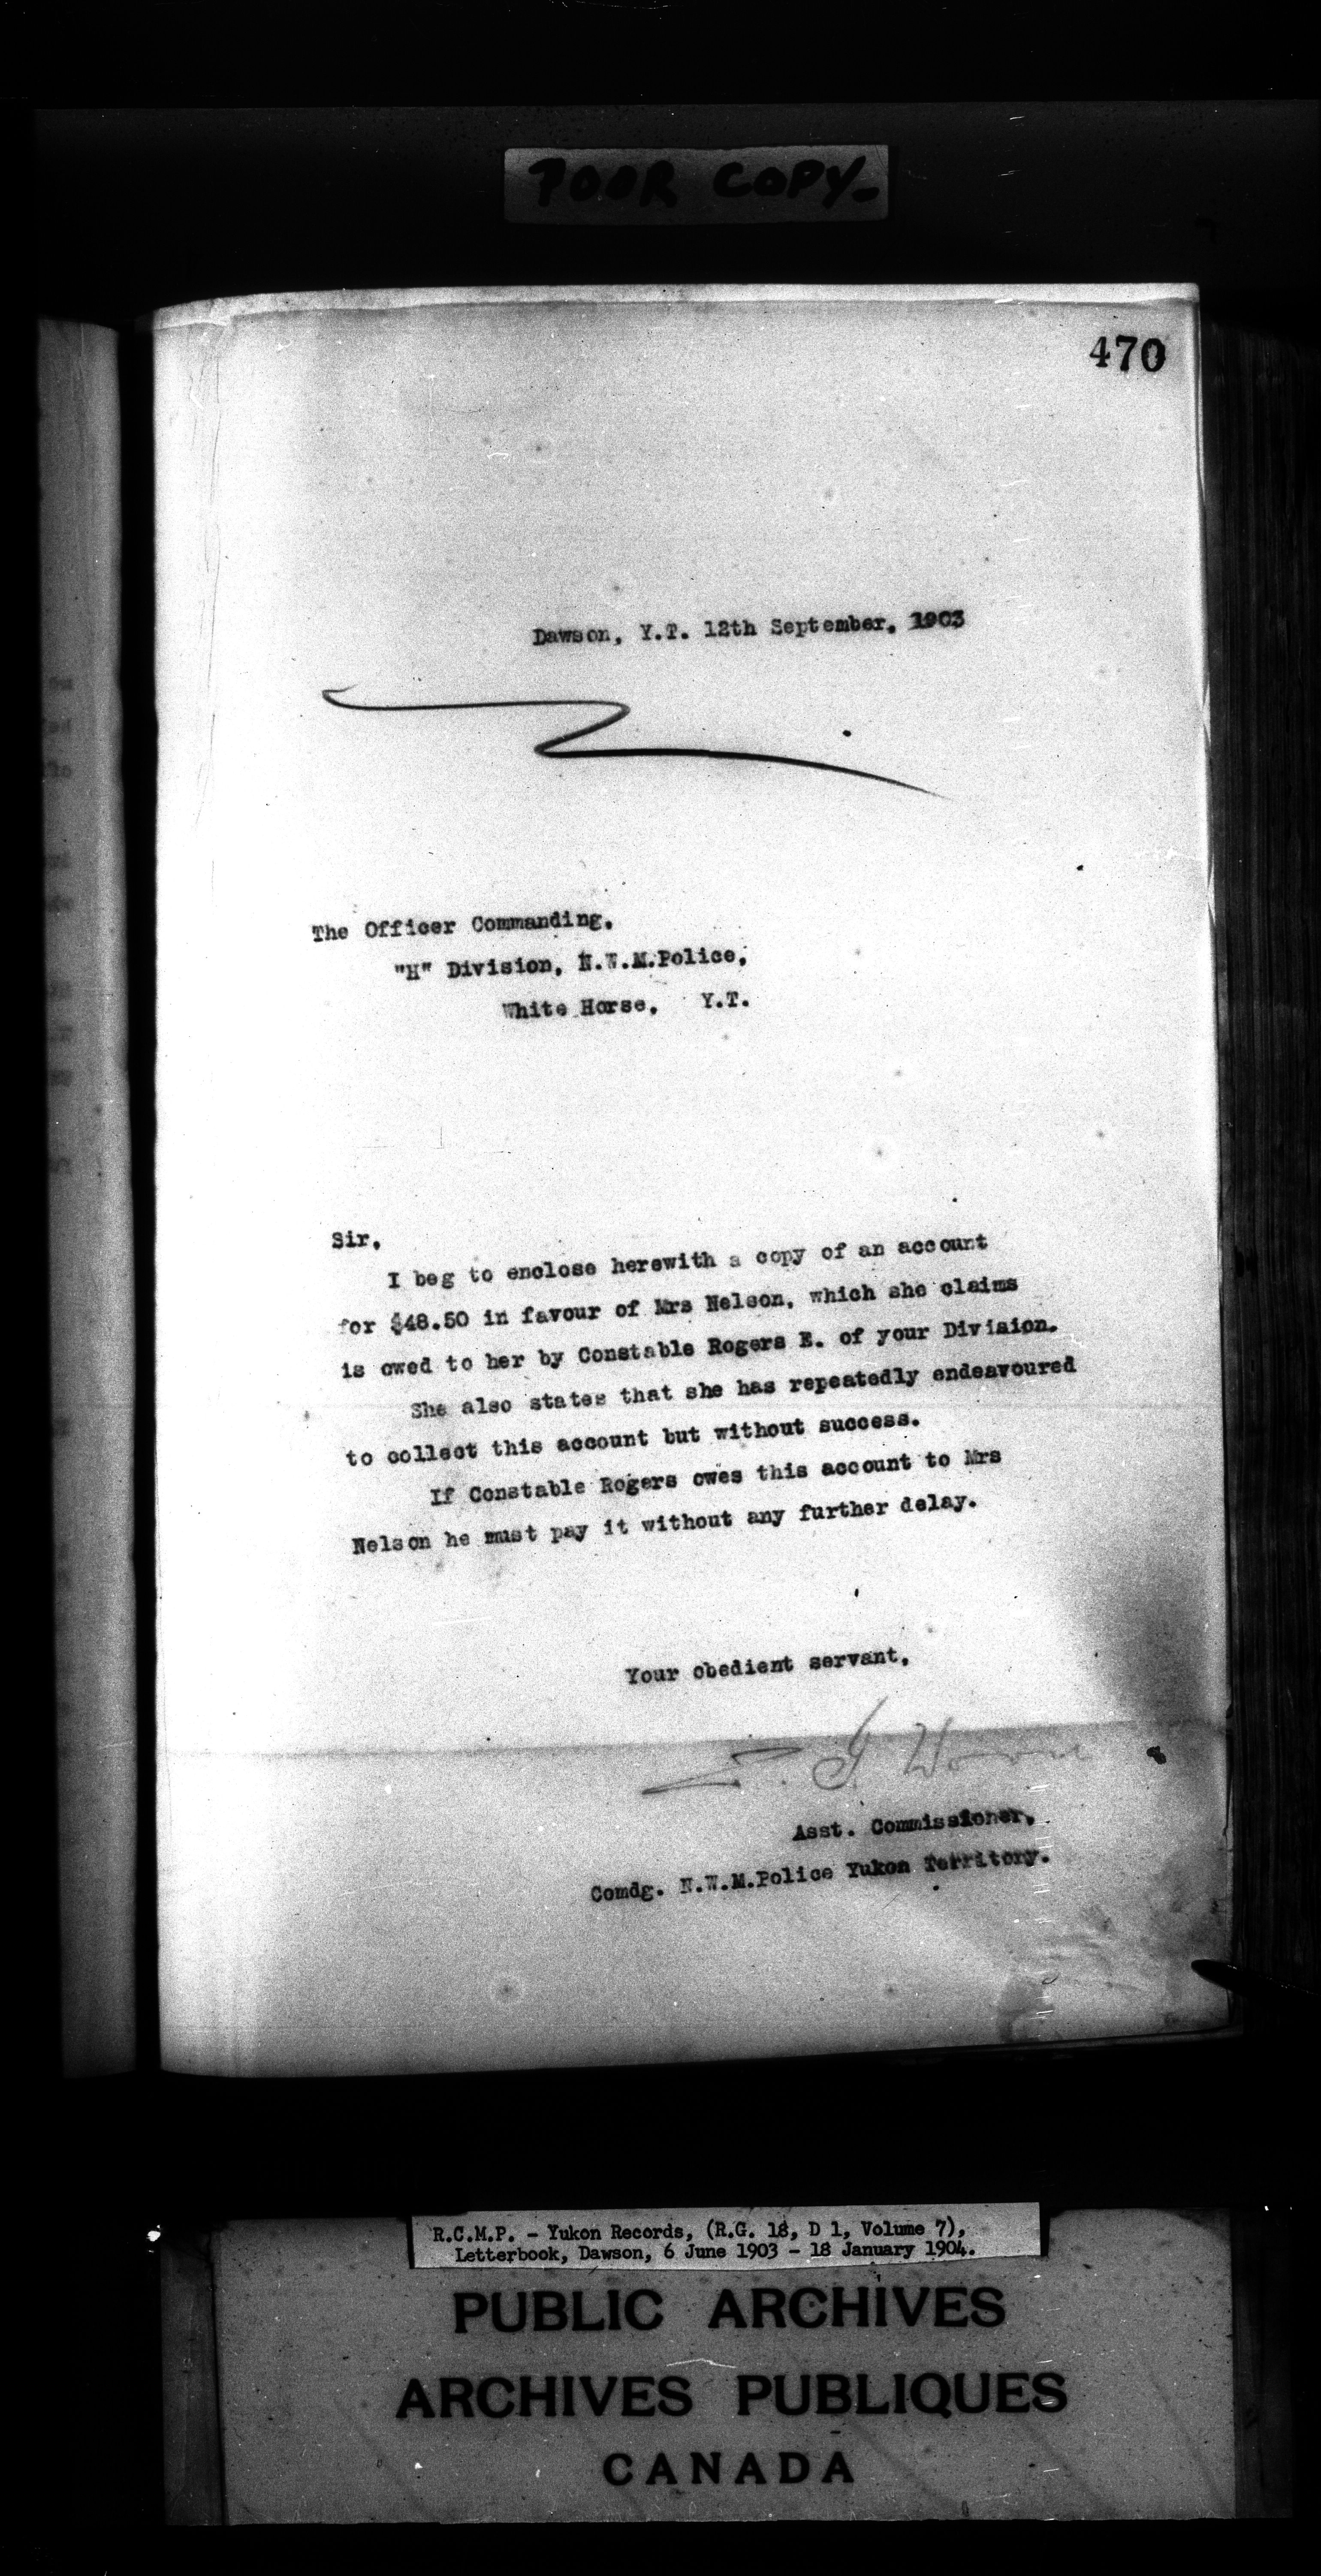 POOR COPY-
470
Dawson, Y.T. 12th September, 1903
The Officer Commanding,
"H" Division, N.W.M.Police,
White Horse, Y.T.
Sir,
I beg to enclose herewith a copy of an account
for $48.50 in favour of Mrs Nelson, which she claims
is owed to her by Constable Rogers E. of your Division.
She also states that she has repeatedly endeavoured
to collect this account but without success.
If Constable Rogers owes this account to Mrs
Nelson he must pay it without any further delay.
Your obedient servant,
Asst. Commissioner,
Comdg. N.W.M.Police Yukon Territory.
R.C.M.P. - Yukon Records, (R.G. 18, D 1, Volume 7),
Letterbook, Dawson, 6 June 1903 - 18 January 1904.
PUBLIC ARCHIVES
ARCHIVES PUBLIQUES
CANADA